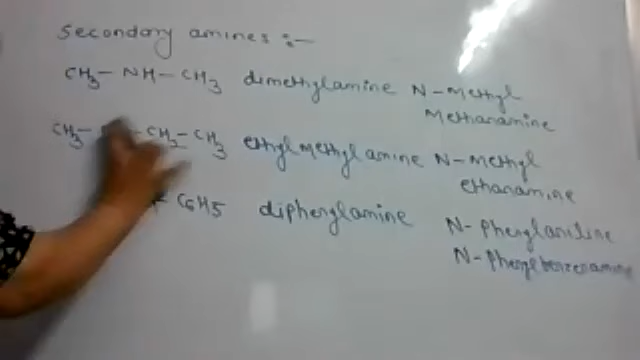 Secondary amines :-
CH3 - NH - CH3 dimethylamine N-Methyl
Methanamine
CH3 - CH2 - CH3 ethylmethylamine N-Methyl
ethanamine
C6H5 diphenylamine N-phenylaniline
N-phenylbenzenamine